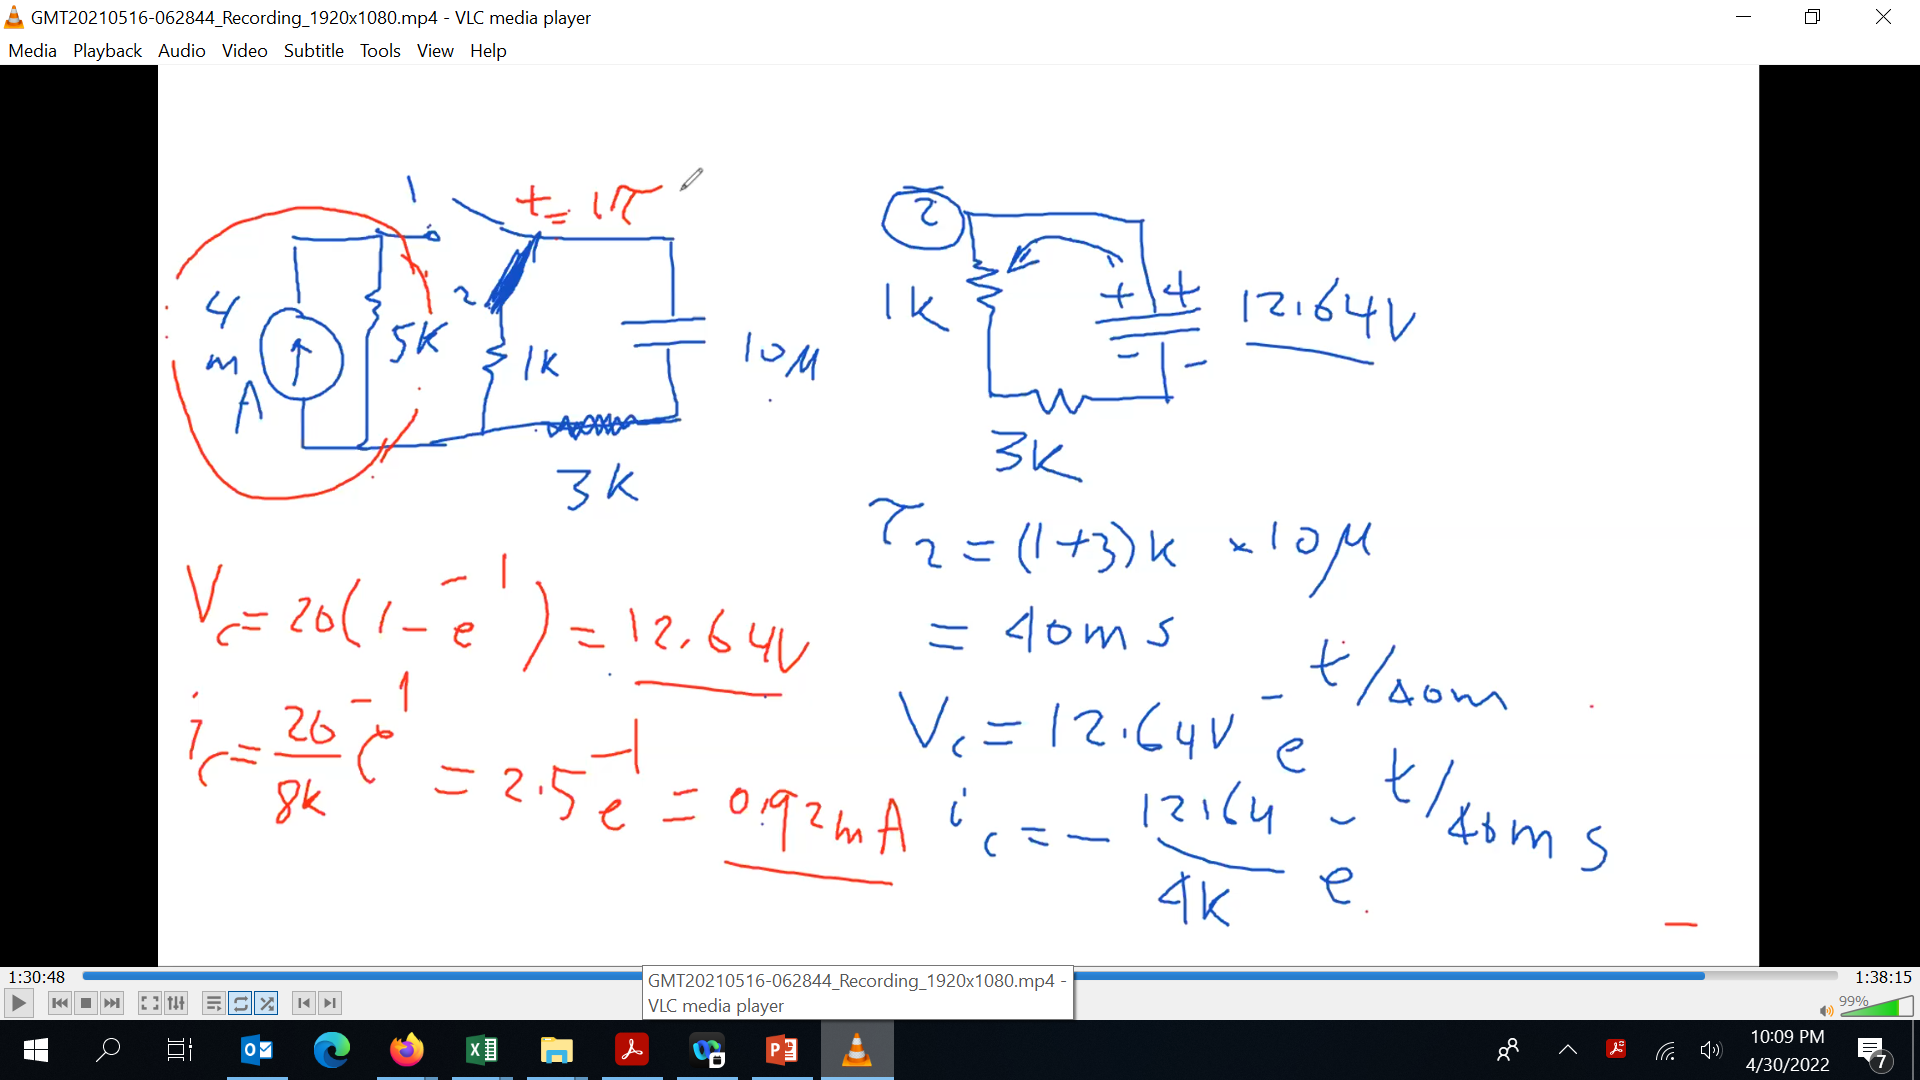 GMT20210516-062844_Recording_1920x1080.mp4 - VLC media player
Media Playback Audio Video Subtitle Tools View Help
1
t = 1τ
4
m
A
5K
2
1K
10μ
3K
2
1K
+ +
- -
12.64V
3K
τ2 = (1+3)K × 10μ
= 40ms
Vc = 20(1 - e^-1) = 12.64V
ic = 20/8k e^-1 = 2.5 e^-1 = 0.92mA
Vc = 12.64V e^-t/40m
ic = - 12.64/4K e^-t/40ms
1:30:48
1:38:15
GMT20210516-062844_Recording_1920x1080.mp4 -
VLC media player
99%
10:09 PM
4/30/2022
7